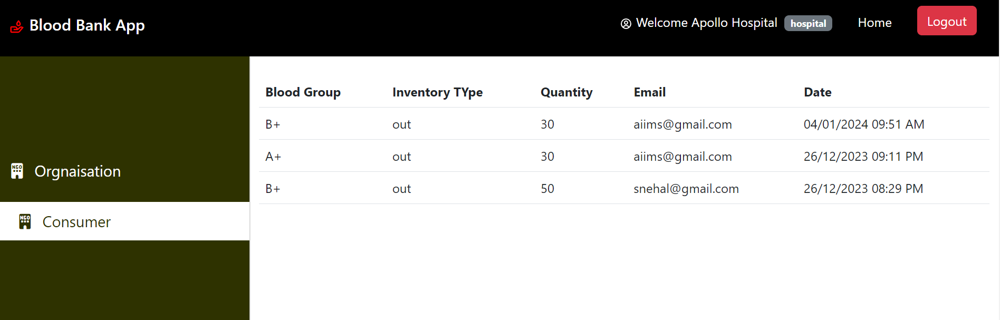 Blood Bank App
Welcome Apollo Hospital hospital Home Logout
NGO Orgnaisation
NGO Consumer
Blood Group Inventory TYpe Quantity Email Date
B+ out 30 aiims@gmail.com 04/01/2024 09:51 AM
A+ out 30 aiims@gmail.com 26/12/2023 09:11 PM
B+ out 50 snehal@gmail.com 26/12/2023 08:29 PM